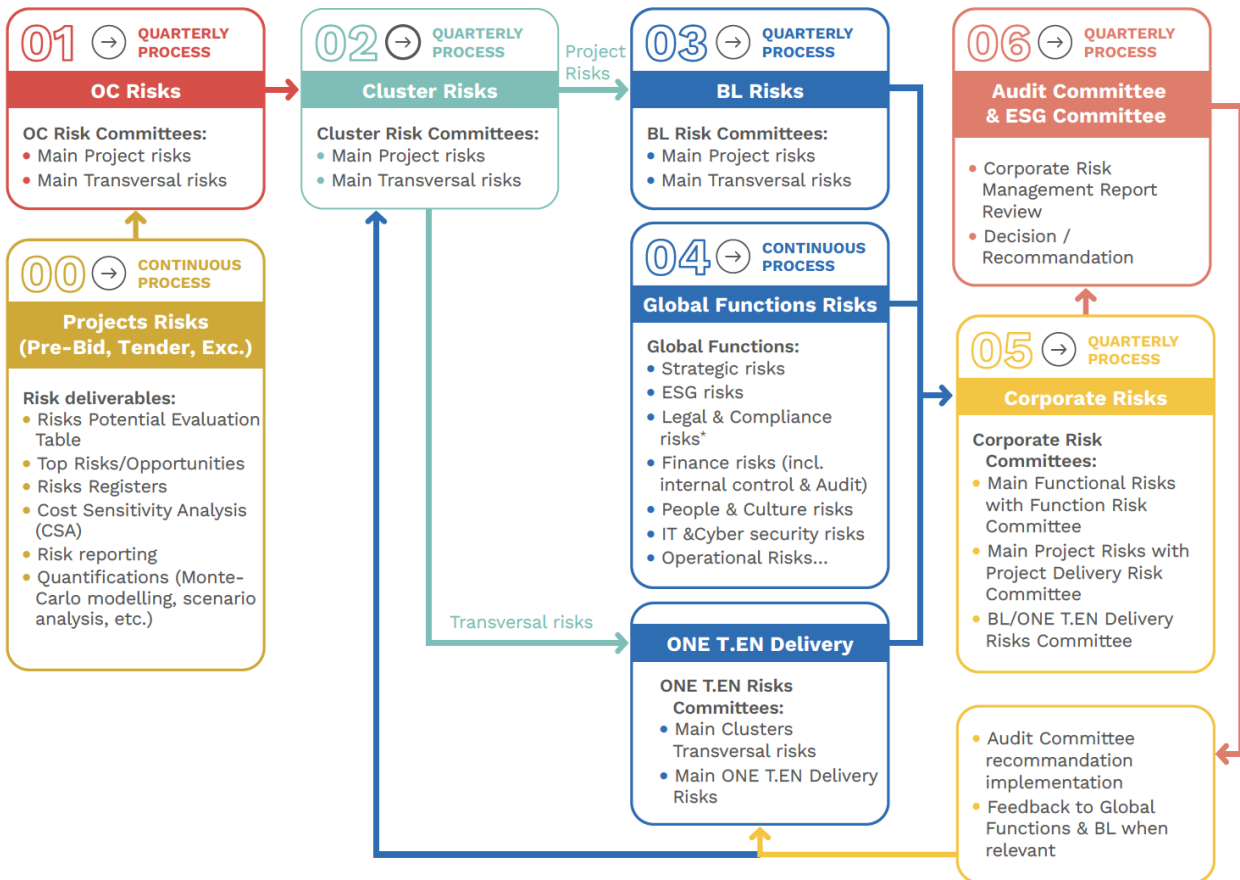 01
QUARTERLY
PROCESS
OC Risks
OC Risk Committees:
• Main Project risks
• Main Transversal risks
00
CONTINUOUS
PROCESS
Projects Risks
(Pre-Bid, Tender, Exc.)
Risk deliverables:
• Risks Potential Evaluation
Table
• Top Risks/Opportunities
• Risks Registers
• Cost Sensitivity Analysis
(CSA)
• Risk reporting
• Quantifications (Monte-
Carlo modelling, scenario
analysis, etc.)
02
QUARTERLY
PROCESS
Cluster Risks
Cluster Risk Committees:
• Main Project risks
• Main Transversal risks
Project
Risks
Transversal risks
03
QUARTERLY
PROCESS
BL Risks
BL Risk Committees:
• Main Project risks
• Main Transversal risks
04
CONTINUOUS
PROCESS
Global Functions Risks
Global Functions:
• Strategic risks
• ESG risks
• Legal & Compliance
risks*
• Finance risks (incl.
internal control & Audit)
• People & Culture risks
• IT &Cyber security risks
• Operational Risks...
ONE T.EN Delivery
ONE T.EN Risks
Committees:
• Main Clusters
Transversal risks
• Main ONE T.EN Delivery
Risks
06
QUARTERLY
PROCESS
Audit Committee
& ESG Committee
• Corporate Risk
Management Report
Review
• Decision /
Recommandation
05
QUARTERLY
PROCESS
Corporate Risks
Corporate Risk
Committees:
• Main Functional Risks
with Function Risk
Committee
• Main Project Risks with
Project Delivery Risk
Committee
• BL/ONE T.EN Delivery
Risks Committee
• Audit Committee
recommandation
implementation
• Feedback to Global
Functions & BL when
relevant